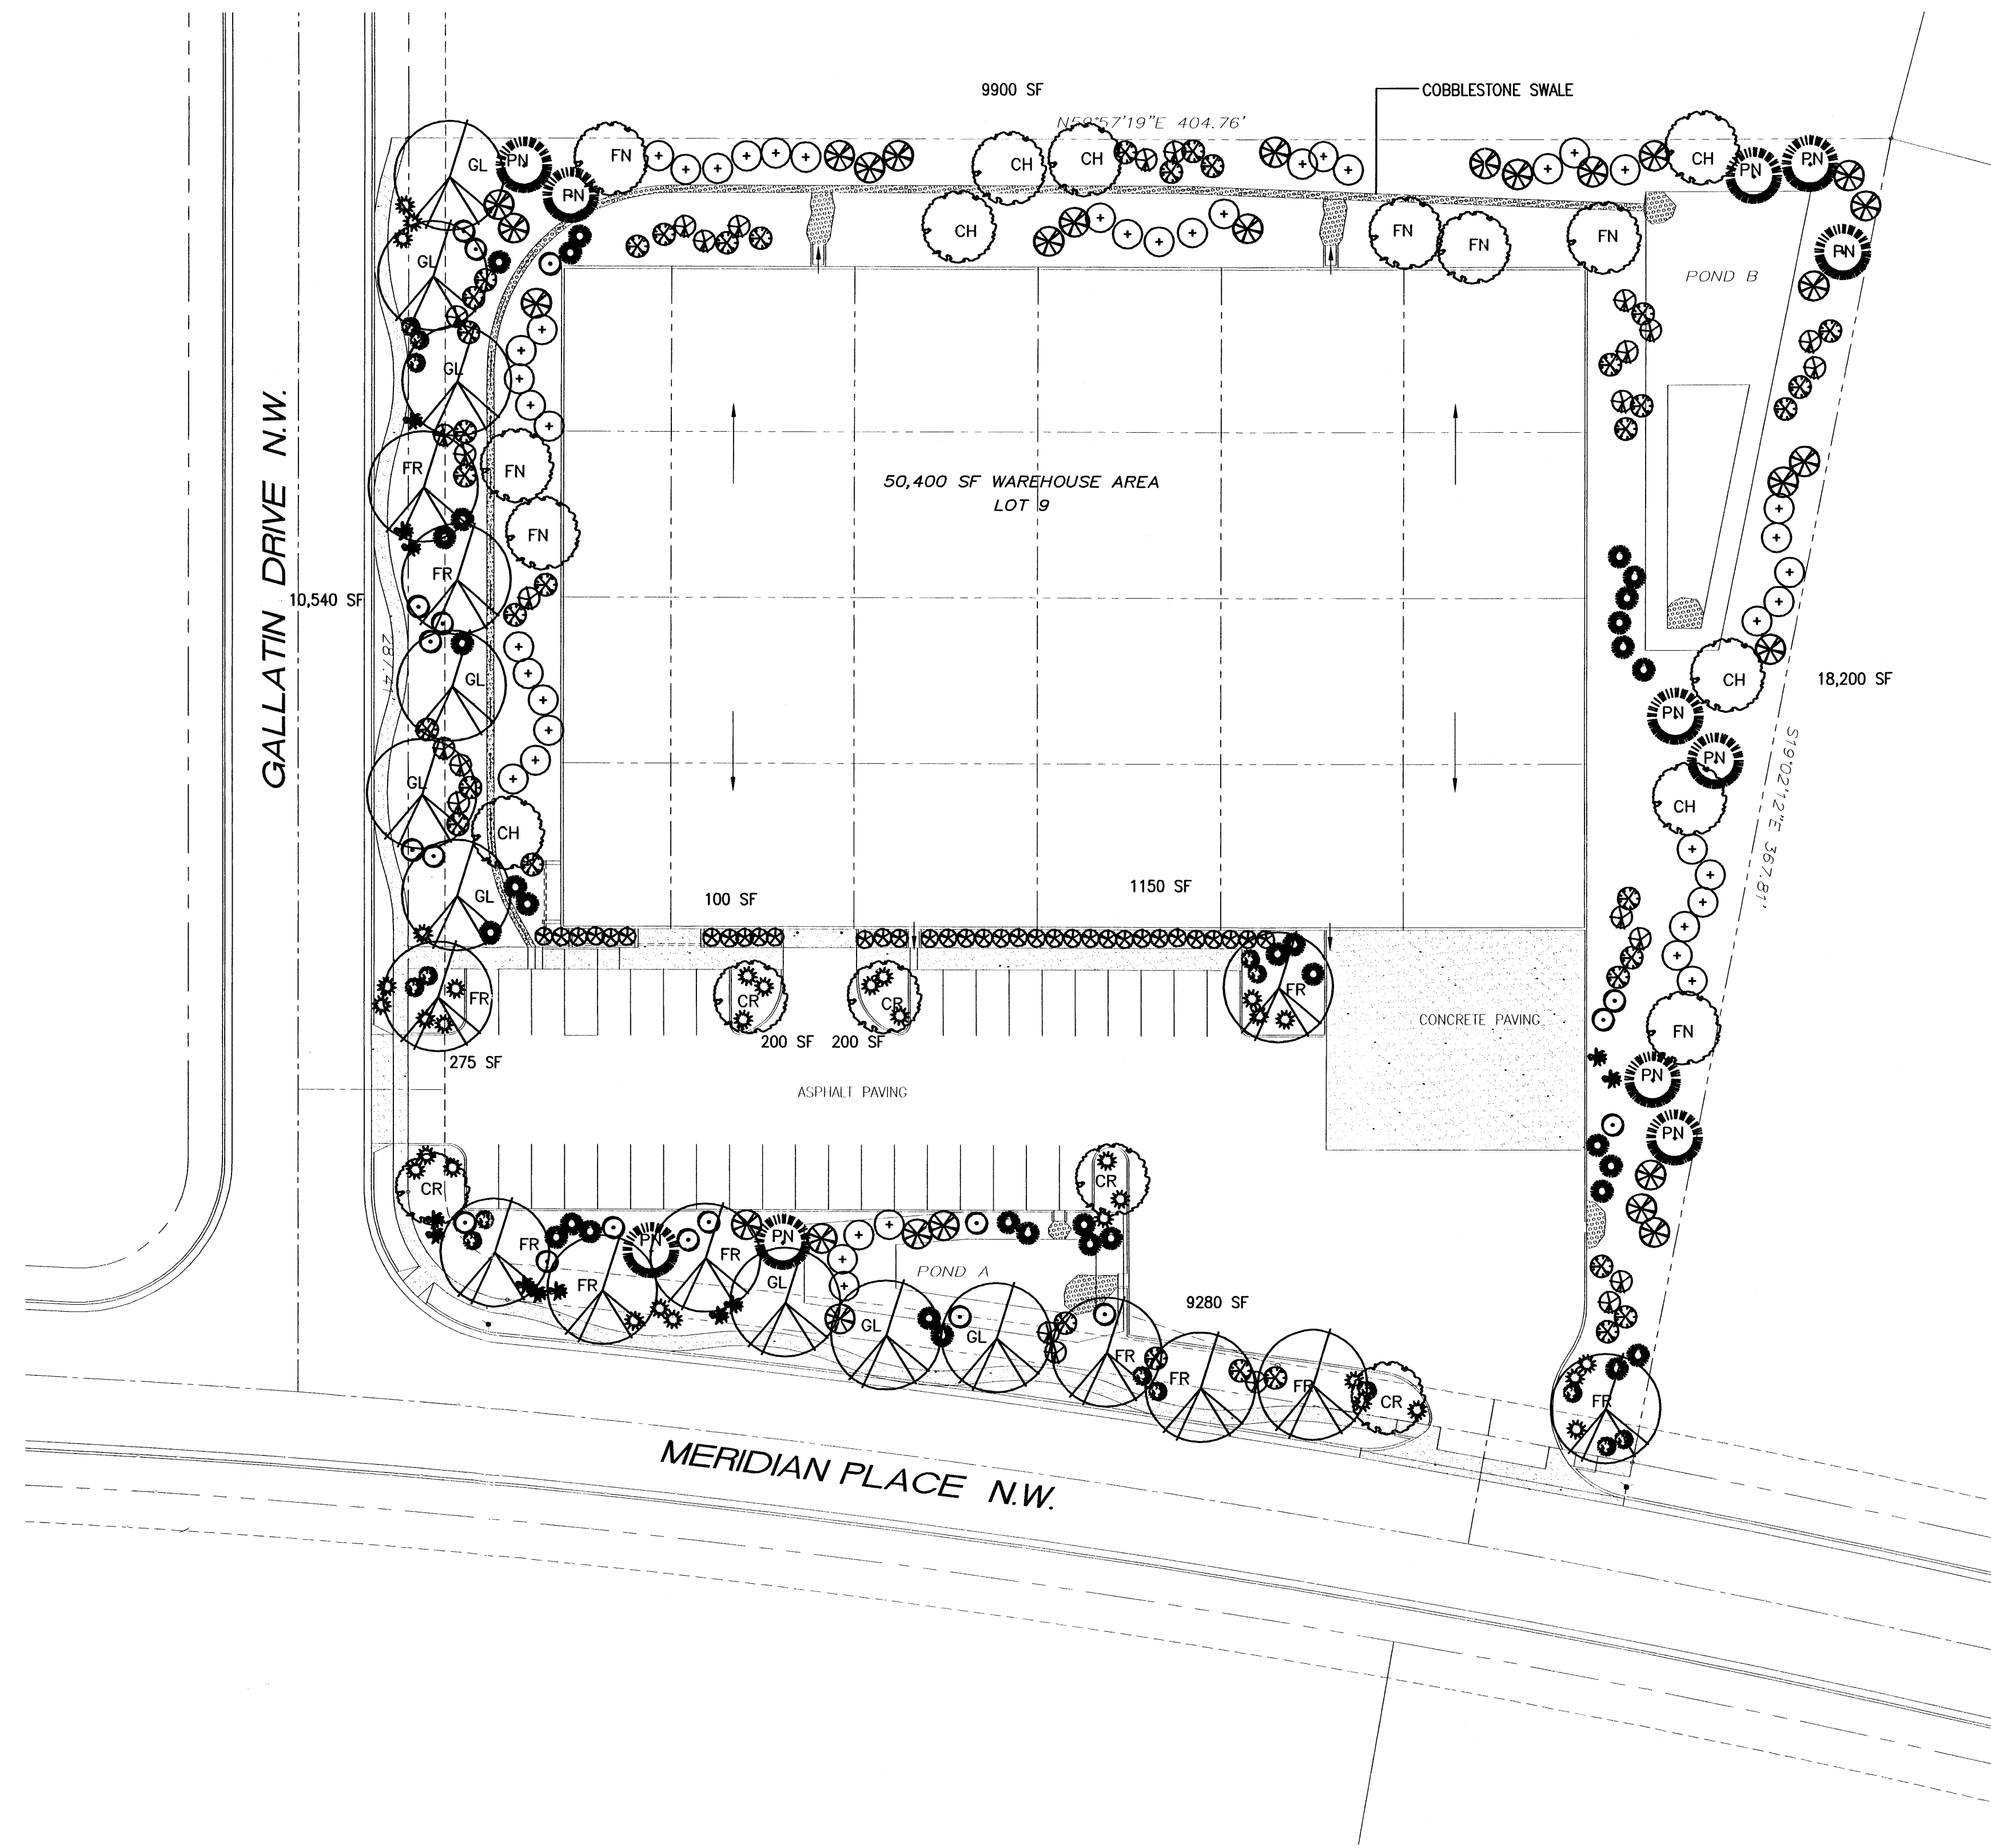 9900 SF
COBBLESTONE SWALE
N59°57'19"E 404.76'
GL
PN
FN
CH
CH
CH
PN
PN
PN
CH
FN
FN
FN
PN
GL
POND B
GL
FR
FN
50,400 SF WAREHOUSE AREA
LOT 9
FN
FR
GALLATIN DRIVE N.W.
10,540 SF
287.41'
GL
CH
18,200 SF
PN
PN
S19°02'12"E 367.81'
GL
CH
CH
GL
100 SF
1150 SF
FR
CR
CR
FR
CONCRETE PAVING
FN
275 SF
200 SF
200 SF
ASPHALT PAVING
PN
PN
CR
CR
FR
PN
FR
PN
FR
GL
POND A
9280 SF
GL
GL
FR
FR
FR
CR
FR
MERIDIAN PLACE N.W.